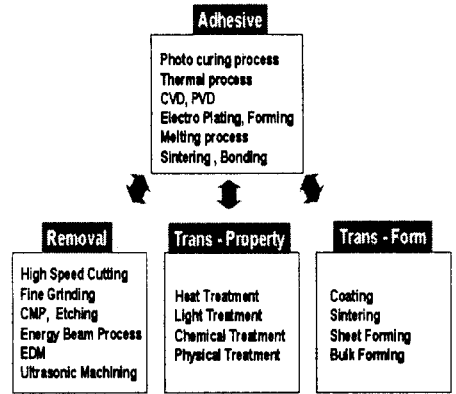 Adhesive
Photo curing process
Thermal process
CVD, PVD
Electro Plating, Forming
Melting process
Sintering , Bonding
Removal
High Speed Cutting
Fine Grinding
CMP, Etching
Energy Beam Process
EDM
Ultrasonic Machining
Trans - Property
Heat Treatment
Light Treatment
Chemical Treatment
Physical Treatment
Trans - Form
Coating
Sintering
Sheet Forming
Bulk Forming